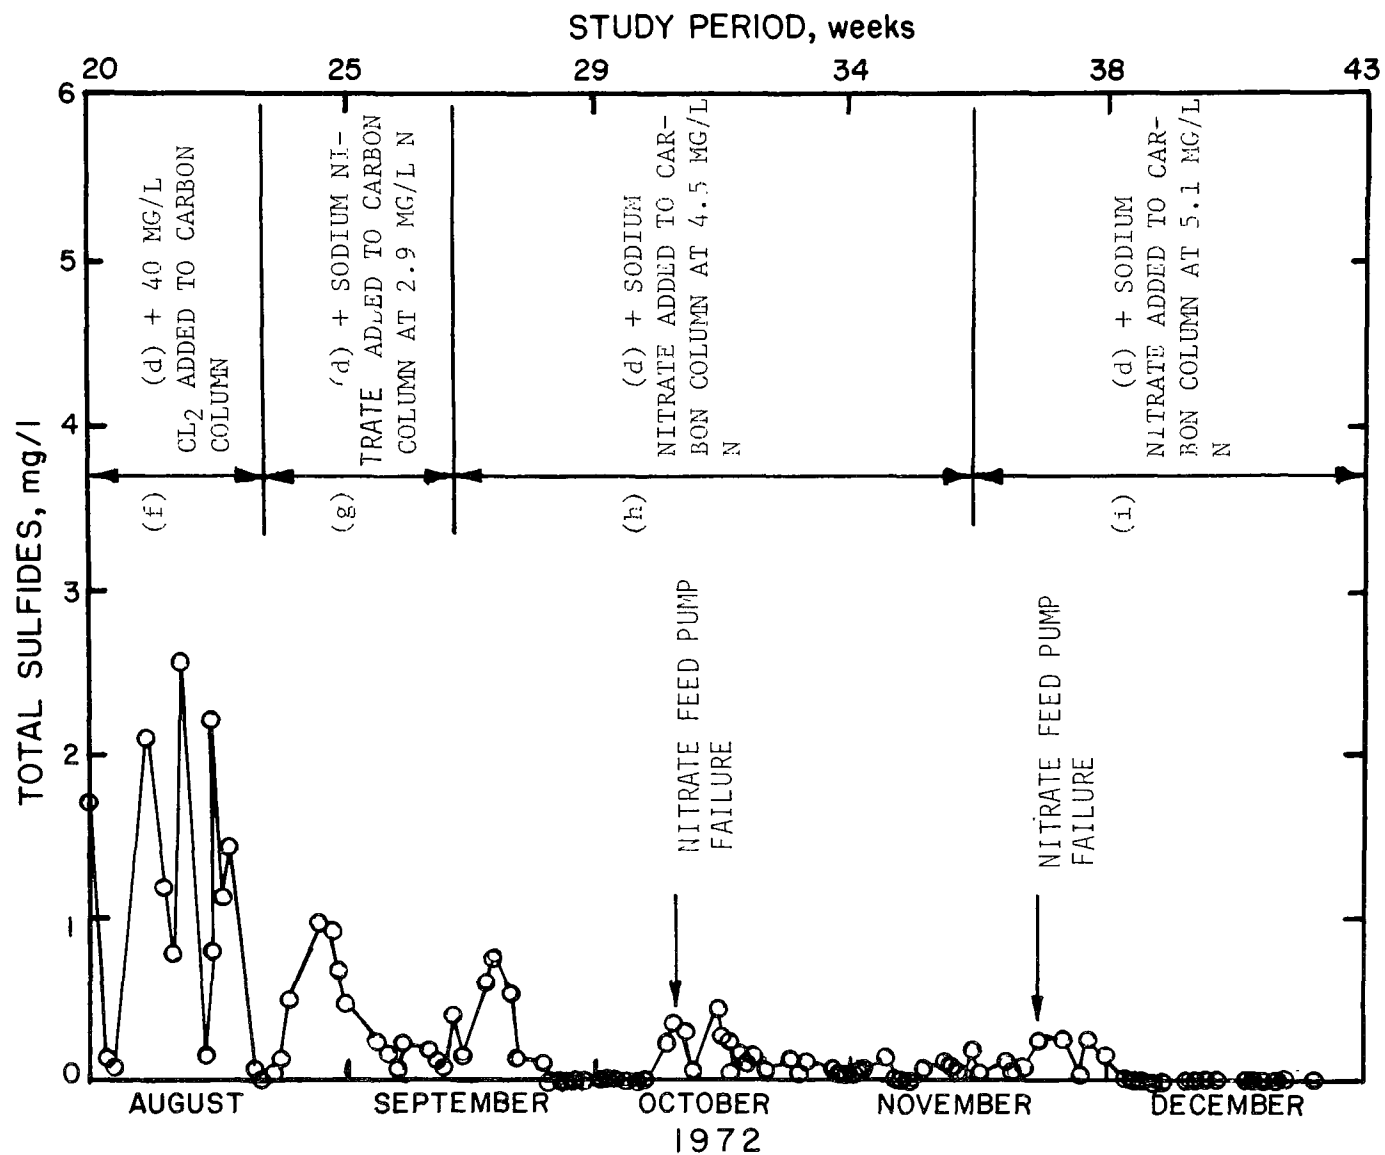 STUDY PERIOD, weeks
20 25 29 34 38 43
6
5
4
3
2
1
0
TOTAL SULFIDES, mg/l
(d) + 40 MG/L
CL2 ADDED TO CARBON
COLUMN
(f)
(d) + SODIUM NI-
TRATE ADDED TO CARBON
COLUMN AT 2.9 MG/L N
(g)
(d) + SODIUM
NITRATE ADDED TO CAR-
BON COLUMN AT 4.5 MG/L
N
(h)
(d) + SODIUM
NITRATE ADDED TO CAR-
BON COLUMN AT 5.1 MG/L
N
(i)
NITRATE FEED PUMP
FAILURE
NITRATE FEED PUMP
FAILURE
AUGUST SEPTEMBER OCTOBER NOVEMBER DECEMBER
1972